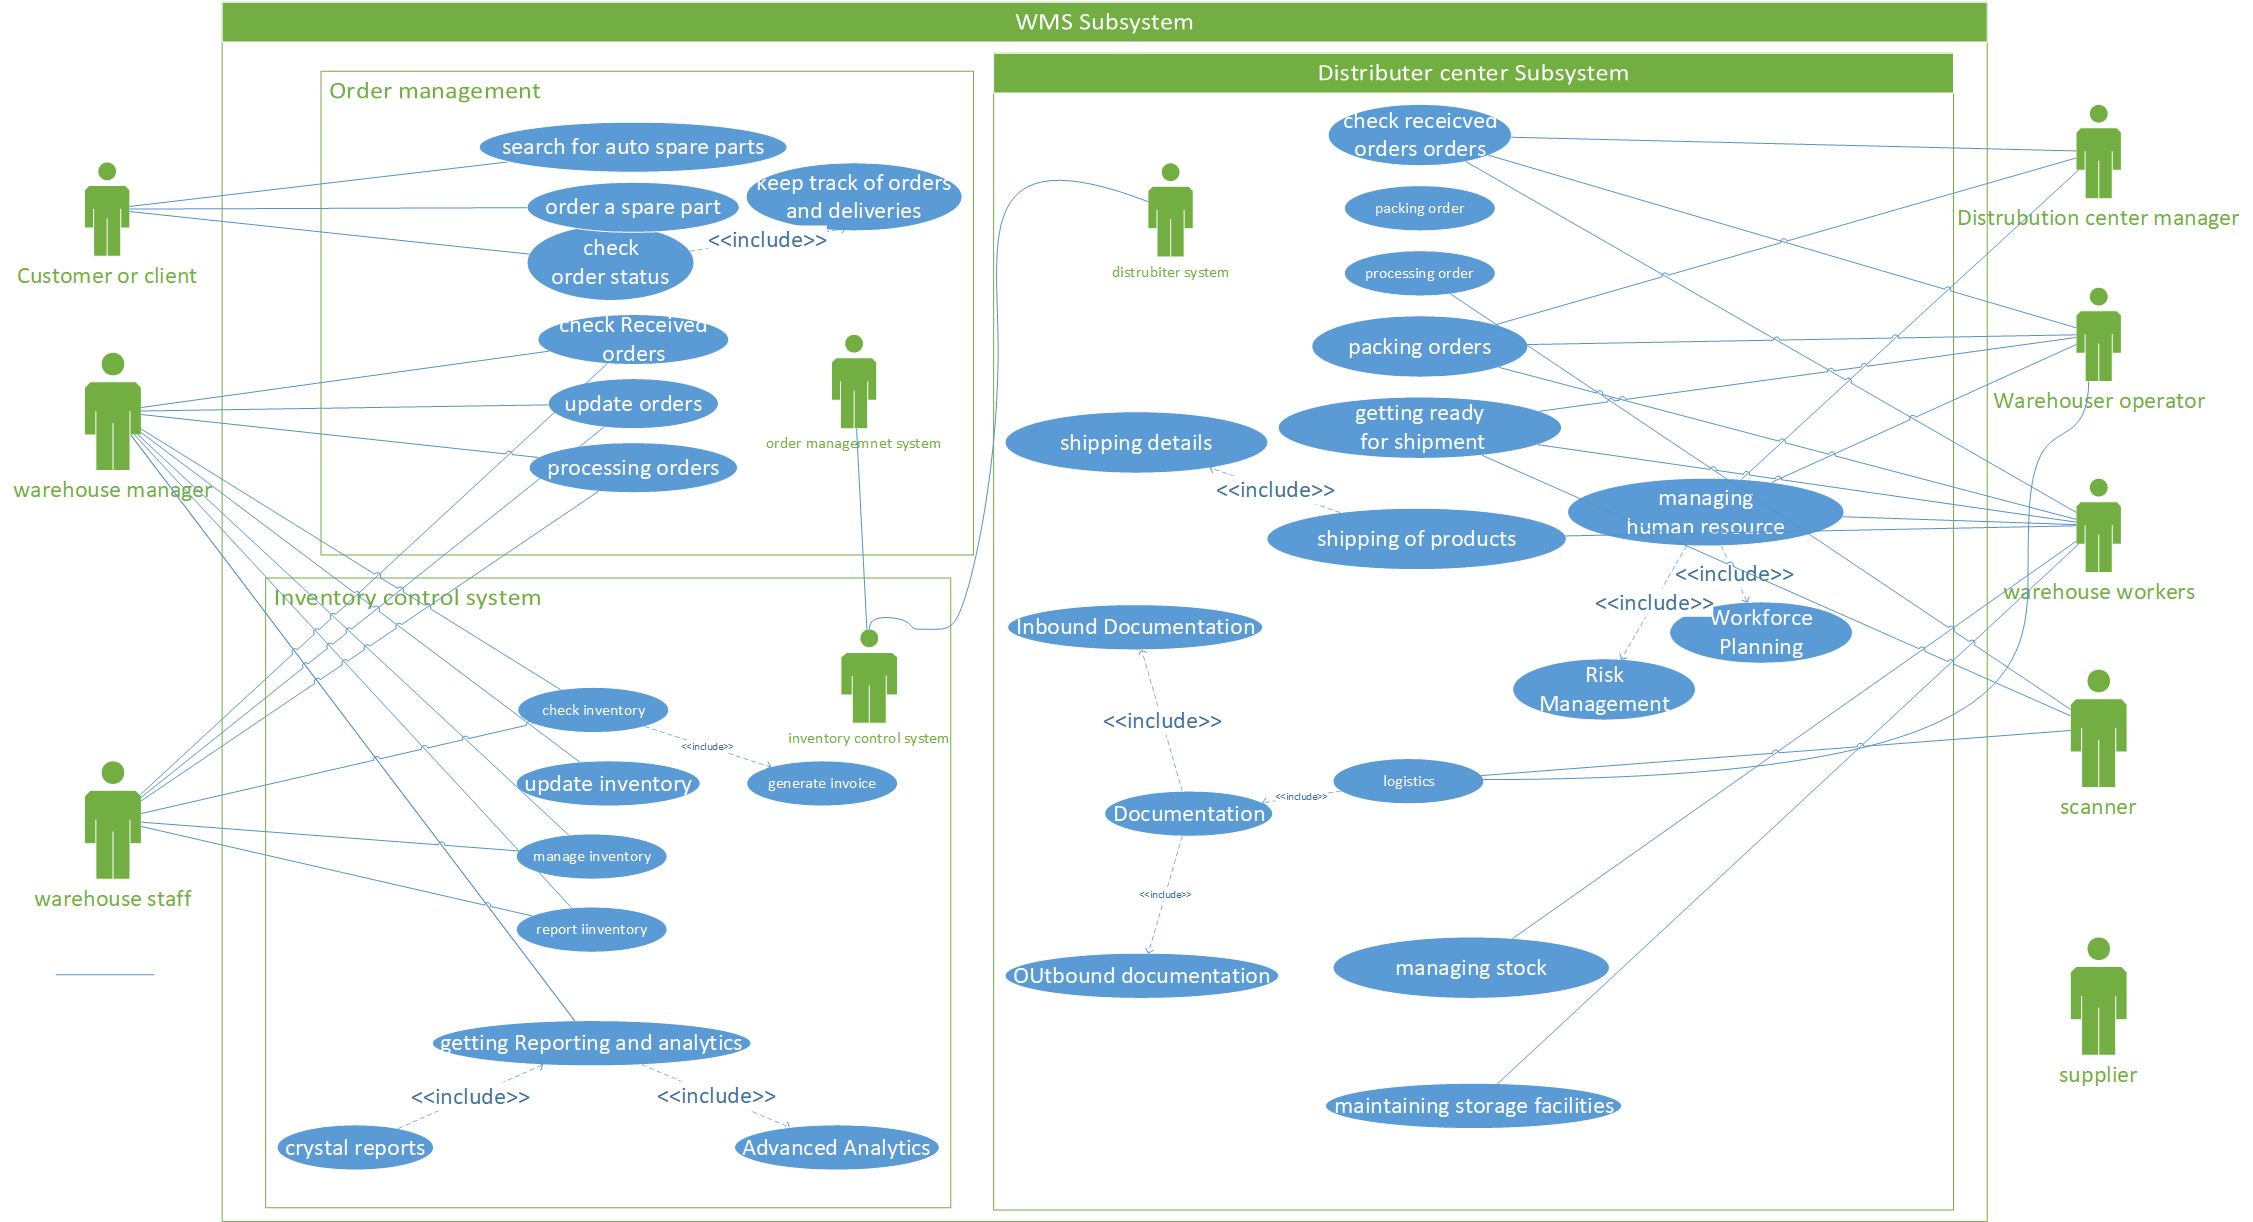 WMS Subsystem
Distributer center Subsystem
Order management
search for auto spare parts
keep track of orders
and deliveries
order a spare part
check
order status
<<include>>
check Received
orders
update orders
processing orders
order managemnet system
Customer or client
warehouse manager
warehouse staff
Inventory control system
check inventory
<<include>>
generate invoice
update inventory
manage inventory
report iinventory
inventory control system
getting Reporting and analytics
<<include>>
<<include>>
crystal reports
Advanced Analytics
distrubiter system
check receicved
orders orders
packing order
processing order
packing orders
getting ready
for shipment
shipping details
<<include>>
shipping of products
managing
human resource
<<include>>
<<include>>
Workforce
Planning
Risk
Management
Inbound Documentation
<<include>>
logistics
<<include>>
Documentation
<<include>>
OUtbound documentation
managing stock
maintaining storage facilities
Distrubution center manager
Warehouser operator
warehouse workers
scanner
supplier